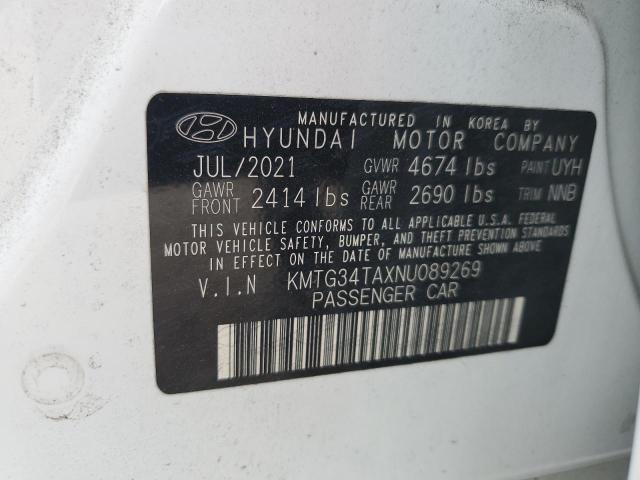 MANUFACTURED IN KOREA BY
HYUNDAI MOTOR COMPANY
JUL/2021 GVWR 4674 lbs PAINT UYH
GAWR FRONT 2414 lbs GAWR REAR 2690 lbs TRIM NNB
THIS VEHICLE CONFORMS TO ALL APPLICABLE U.S.A. FEDERAL
MOTOR VEHICLE SAFETY, BUMPER, AND THEFT PREVENTION STANDARDS
IN EFFECT ON THE DATE OF MANUFACTURE SHOWN ABOVE.
V.I.N KMTG34TAXNU089269
PASSENGER CAR